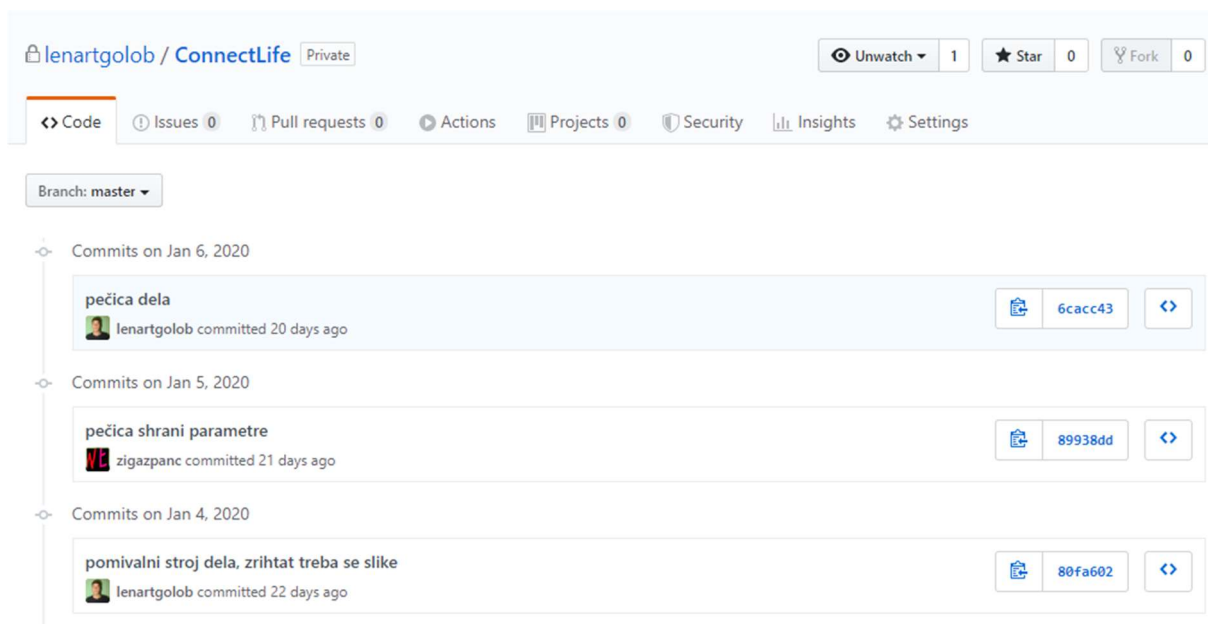 lenartgolob / ConnectLife Private
Unwatch 1 Star 0 Fork 0
Code Issues 0 Pull requests 0 Actions Projects 0 Security Insights Settings
Branch: master
Commits on Jan 6, 2020
pečica dela
lenartgolob committed 20 days ago
6cacc43
Commits on Jan 5, 2020
pečica shrani parametre
zigazpanc committed 21 days ago
89938dd
Commits on Jan 4, 2020
pomivalni stroj dela, zrihtat treba se slike
lenartgolob committed 22 days ago
80fa602